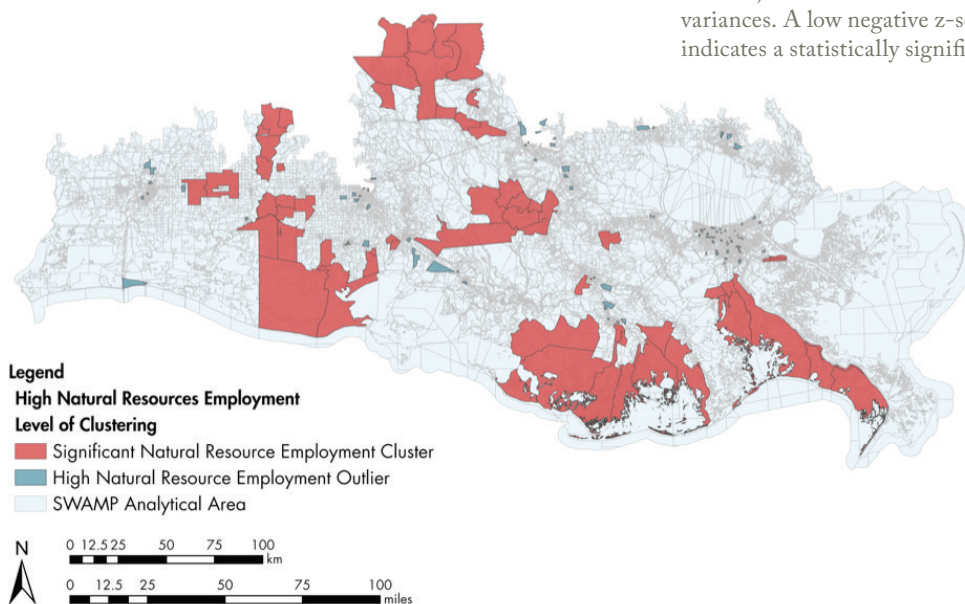 variances. A low negative z-s
indicates a statistically signifi
Legend
High Natural Resources Employment
Level of Clustering
Significant Natural Resource Employment Cluster
High Natural Resource Employment Outlier
SWAMP Analytical Area
N
0 12.5 25 50 75 100
km
0 12.5 25 50 75 100
miles